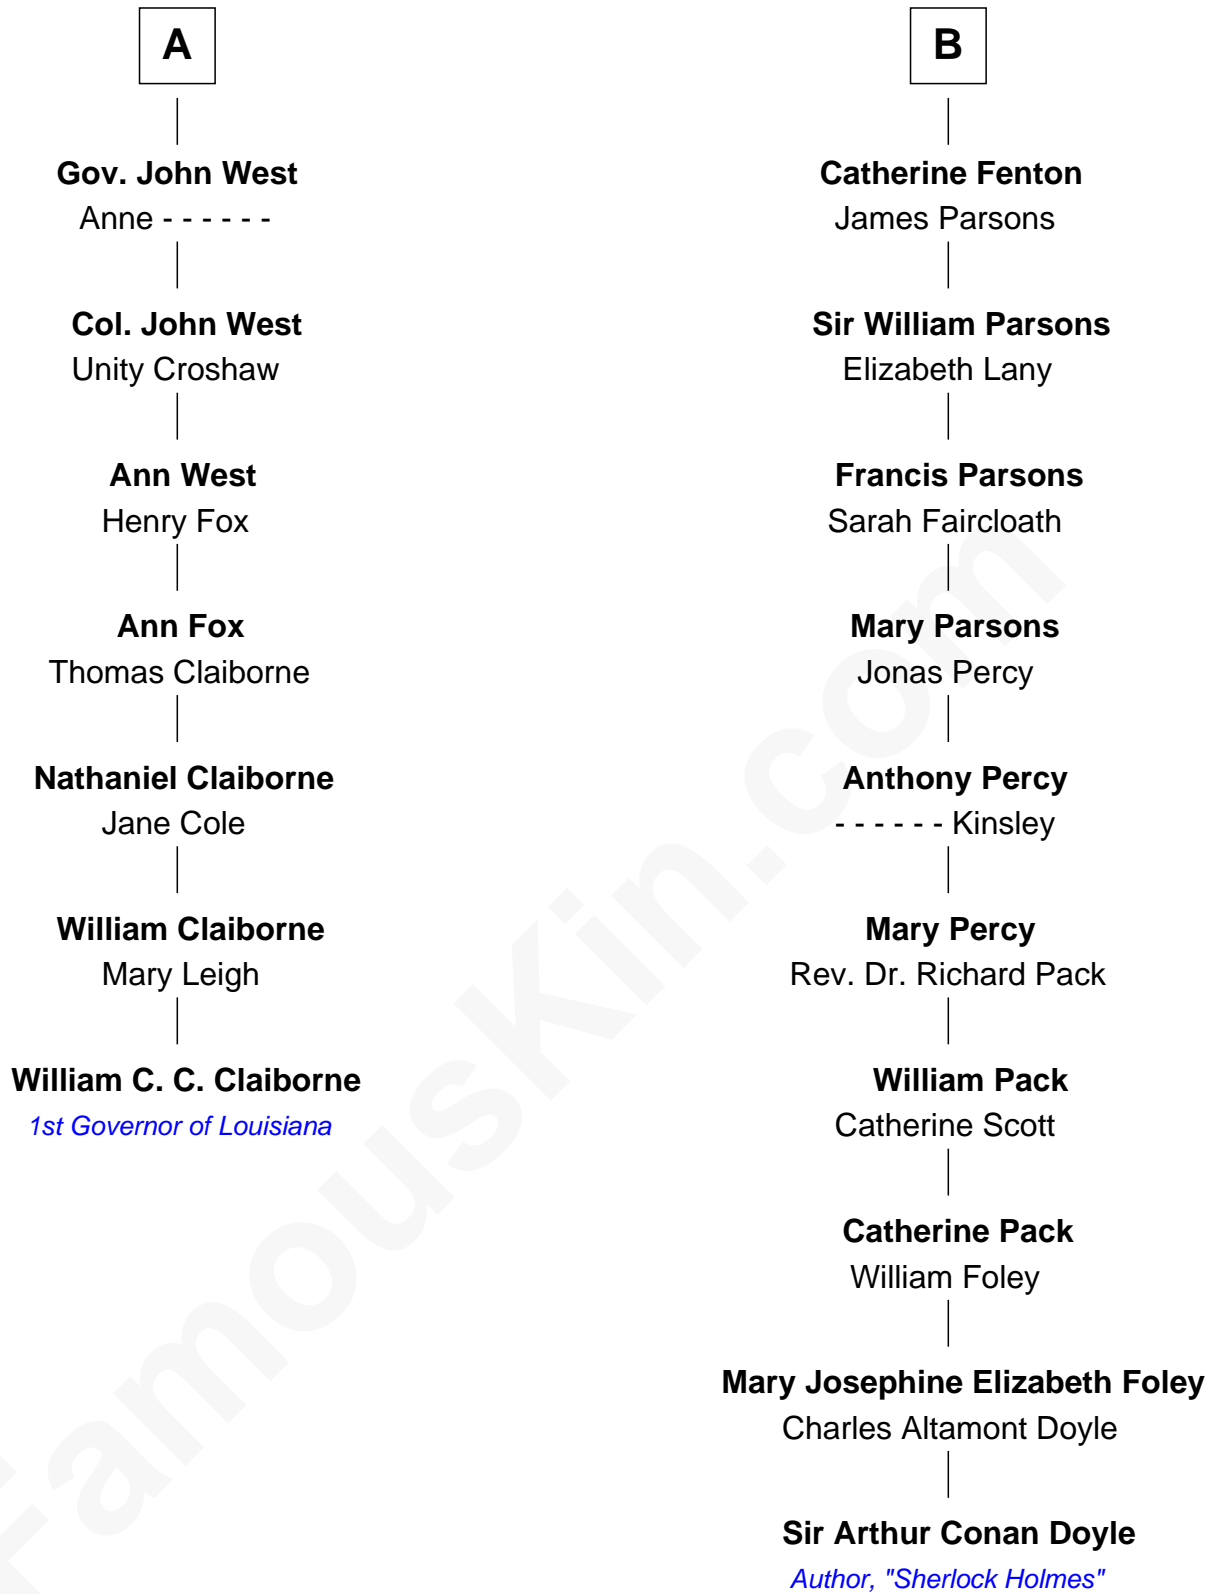 A
Gov. John West
Anne - - - - - -
Col. John West
Unity Croshaw
Ann West
Henry Fox
Ann Fox
Thomas Claiborne
Nathaniel Claiborne
Jane Cole
William Claiborne
Mary Leigh
William C. C. Claiborne
1st Governor of Louisiana
B
Catherine Fenton
James Parsons
Sir William Parsons
Elizabeth Lany
Francis Parsons
Sarah Faircloath
Mary Parsons
Jonas Percy
Anthony Percy
- - - - - - Kinsley
Mary Percy
Rev. Dr. Richard Pack
William Pack
Catherine Scott
Catherine Pack
William Foley
Mary Josephine Elizabeth Foley
Charles Altamont Doyle
Sir Arthur Conan Doyle
Author, "Sherlock Holmes"
FamousKin.com